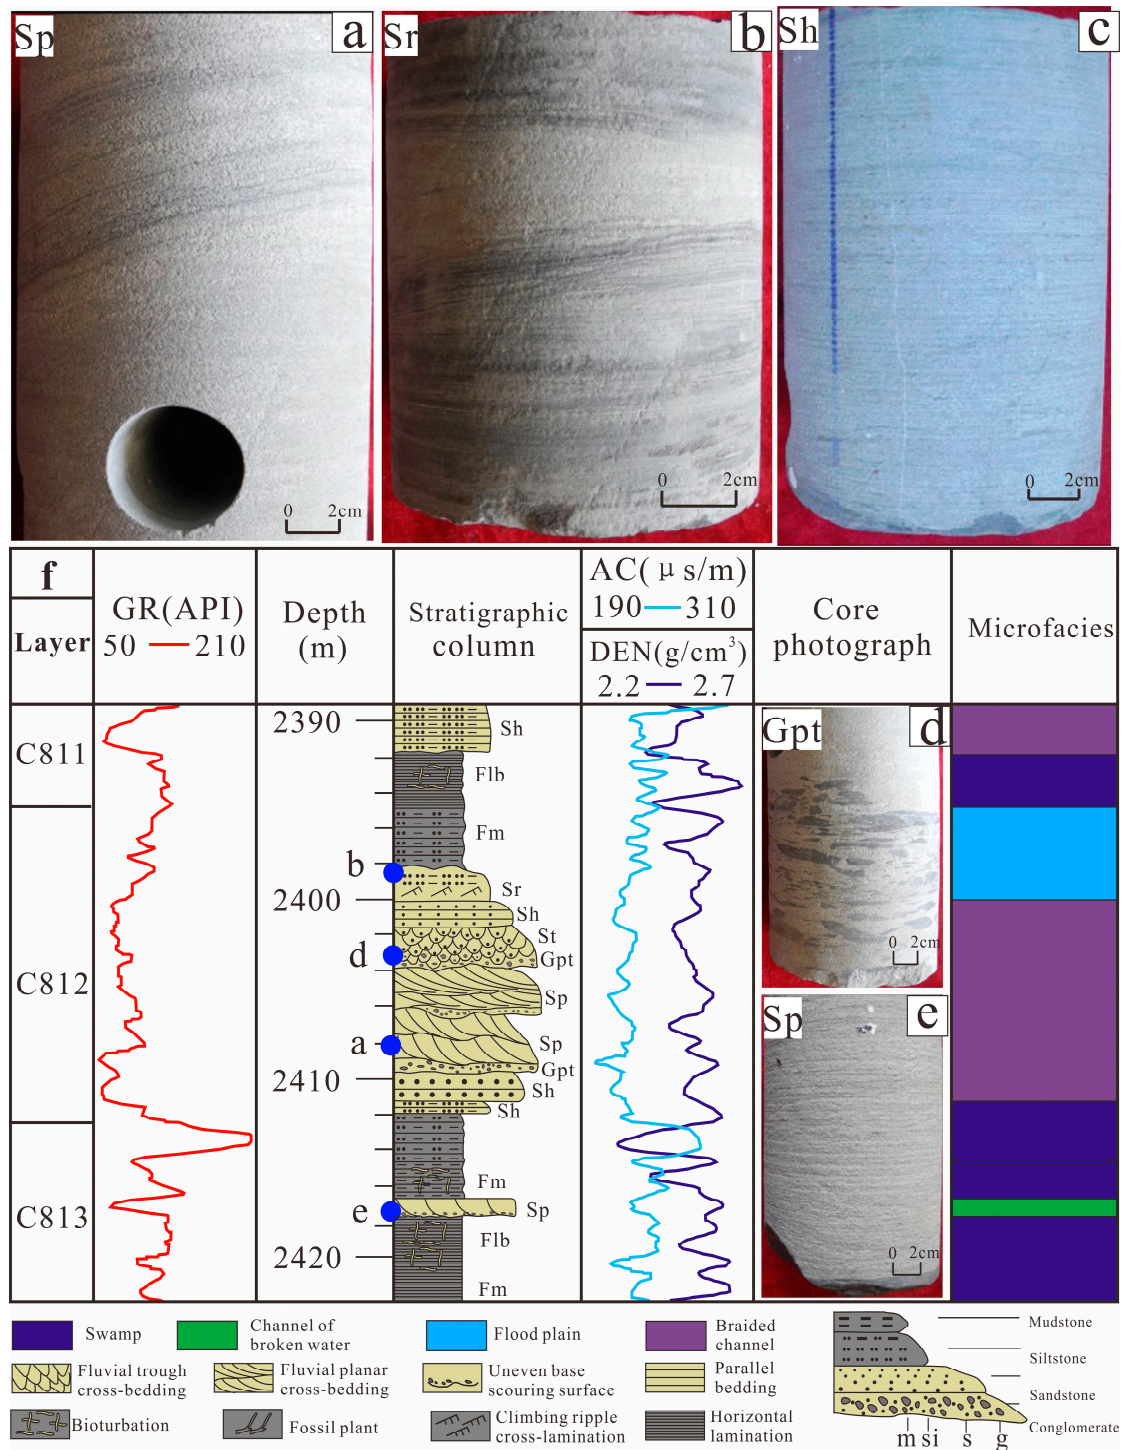 Sp
a
Sr
b
Sh
c
0 2cm
0 2cm
0 2cm
f
Layer
GR(API)
50 210
Depth
(m)
Stratigraphic
column
AC(μs/m)
190 310
DEN(g/cm³)
2.2 2.7
Core
photograph
Microfacies
C811
C812
C813
2390
2400
2410
2420
b
d
a
e
Sh
Flb
Fm
Sr
Sh
St
Gpt
Sp
Sp
Gpt
Sh
Sh
Fm
Sp
Flb
Fm
Gpt
d
0 2cm
Sp
e
0 2cm
Swamp
Channel of
broken water
Flood plain
Braided
channel
Fluvial trough
cross-bedding
Fluvial planar
cross-bedding
Uneven base
scouring surface
Parallel
bedding
Bioturbation
Fossil plant
Climbing ripple
cross-lamination
Horizontal
lamination
Mudstone
Siltstone
Sandstone
Conglomerate
m si s g